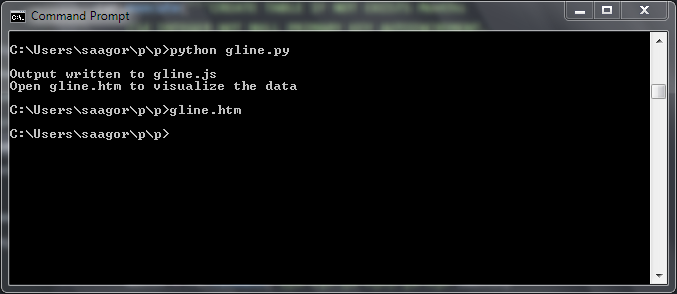 Command Prompt
C:\Users\saagor\p\p>python gline.py
Output written to gline.js
Open gline.htm to visualize the data
C:\Users\saagor\p\p>gline.htm
C:\Users\saagor\p\p>